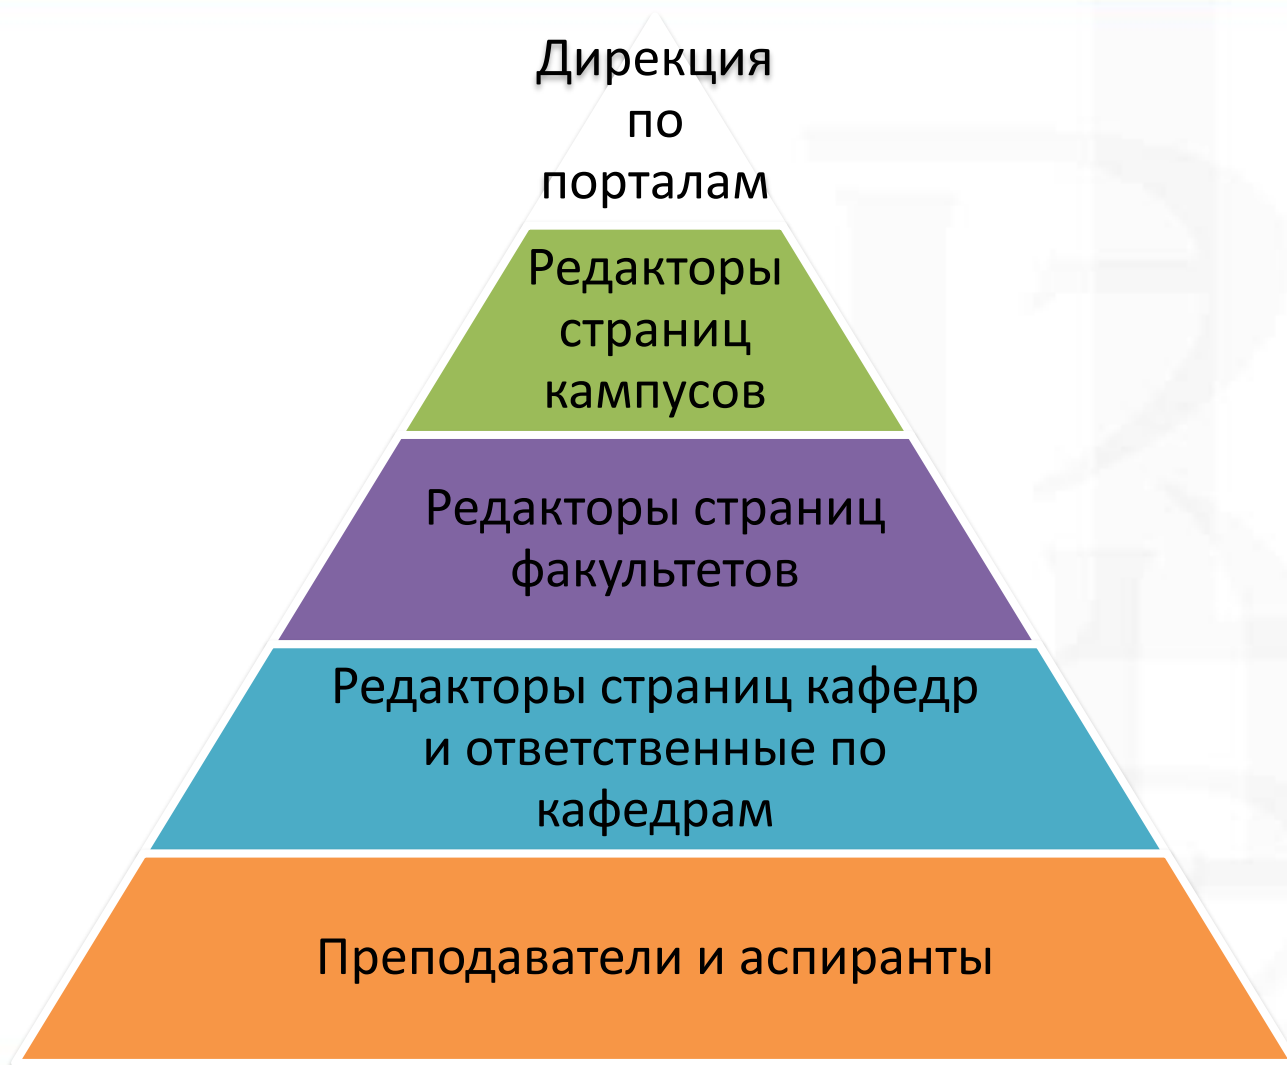 Дирекция
по
порталам
Редакторы
страниц
кампусов
Редакторы страниц
факультетов
Редакторы страниц кафедр
и ответственные по
кафедрам
Преподаватели и аспиранты